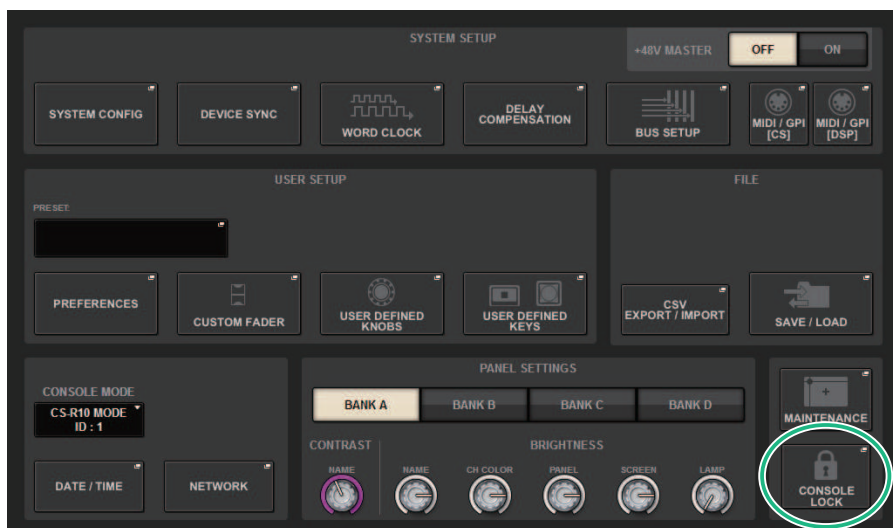 SYSTEM SETUP
+48V MASTER
OFF
ON
SYSTEM CONFIG
DEVICE SYNC
WORD CLOCK
DELAY
COMPENSATION
BUS SETUP
MIDI / GPI
[CS]
MIDI / GPI
[DSP]
USER SETUP
PRESET:
PREFERENCES
CUSTOM FADER
USER DEFINED
KNOBS
USER DEFINED
KEYS
FILE
CSV
EXPORT / IMPORT
SAVE / LOAD
CONSOLE MODE
CS-R10 MODE
ID : 1
DATE / TIME
NETWORK
PANEL SETTINGS
BANK A
BANK B
BANK C
BANK D
CONTRAST
BRIGHTNESS
NAME
NAME
CH COLOR
PANEL
SCREEN
LAMP
MAINTENANCE
CONSOLE
LOCK